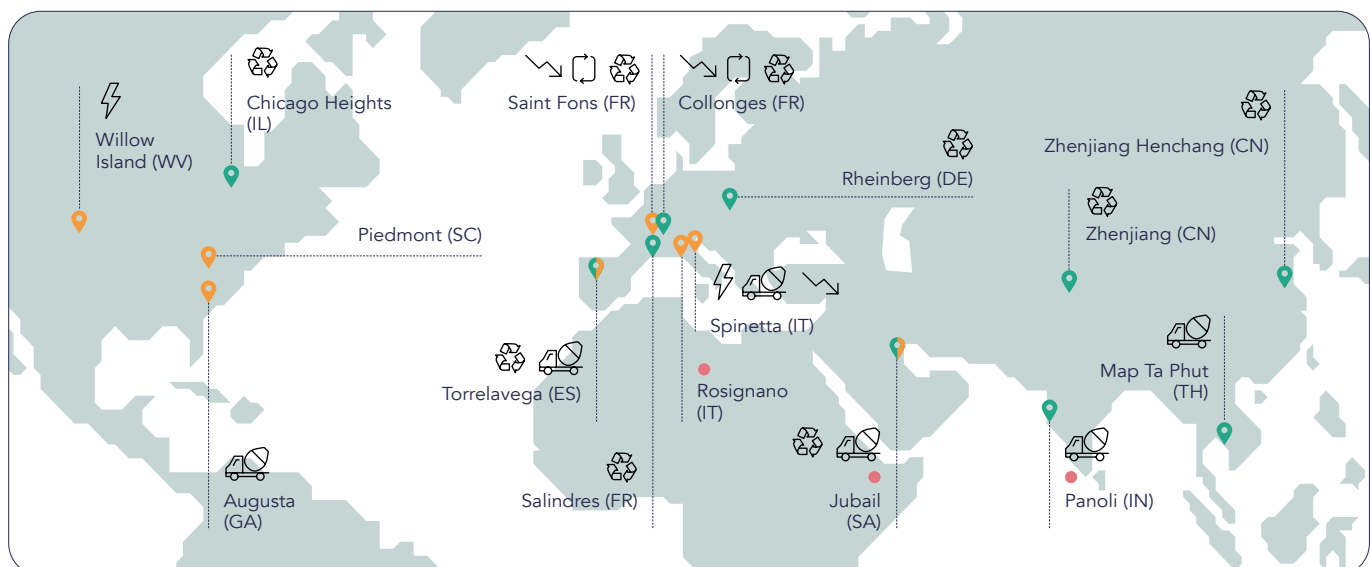 Saint Fons (FR)
Collonges (FR)
Chicago Heights
(IL)
Willow
Island (WV)
Zhenjiang Henchang (CN)
Rheinberg (DE)
Zhenjiang (CN)
Piedmont (SC)
Spinetta (IT)
Map Ta Phut
(TH)
Torrelavega (ES)
Rosignano
(IT)
Augusta
(GA)
Salindres (FR)
Jubail
(SA)
Panoli (IN)